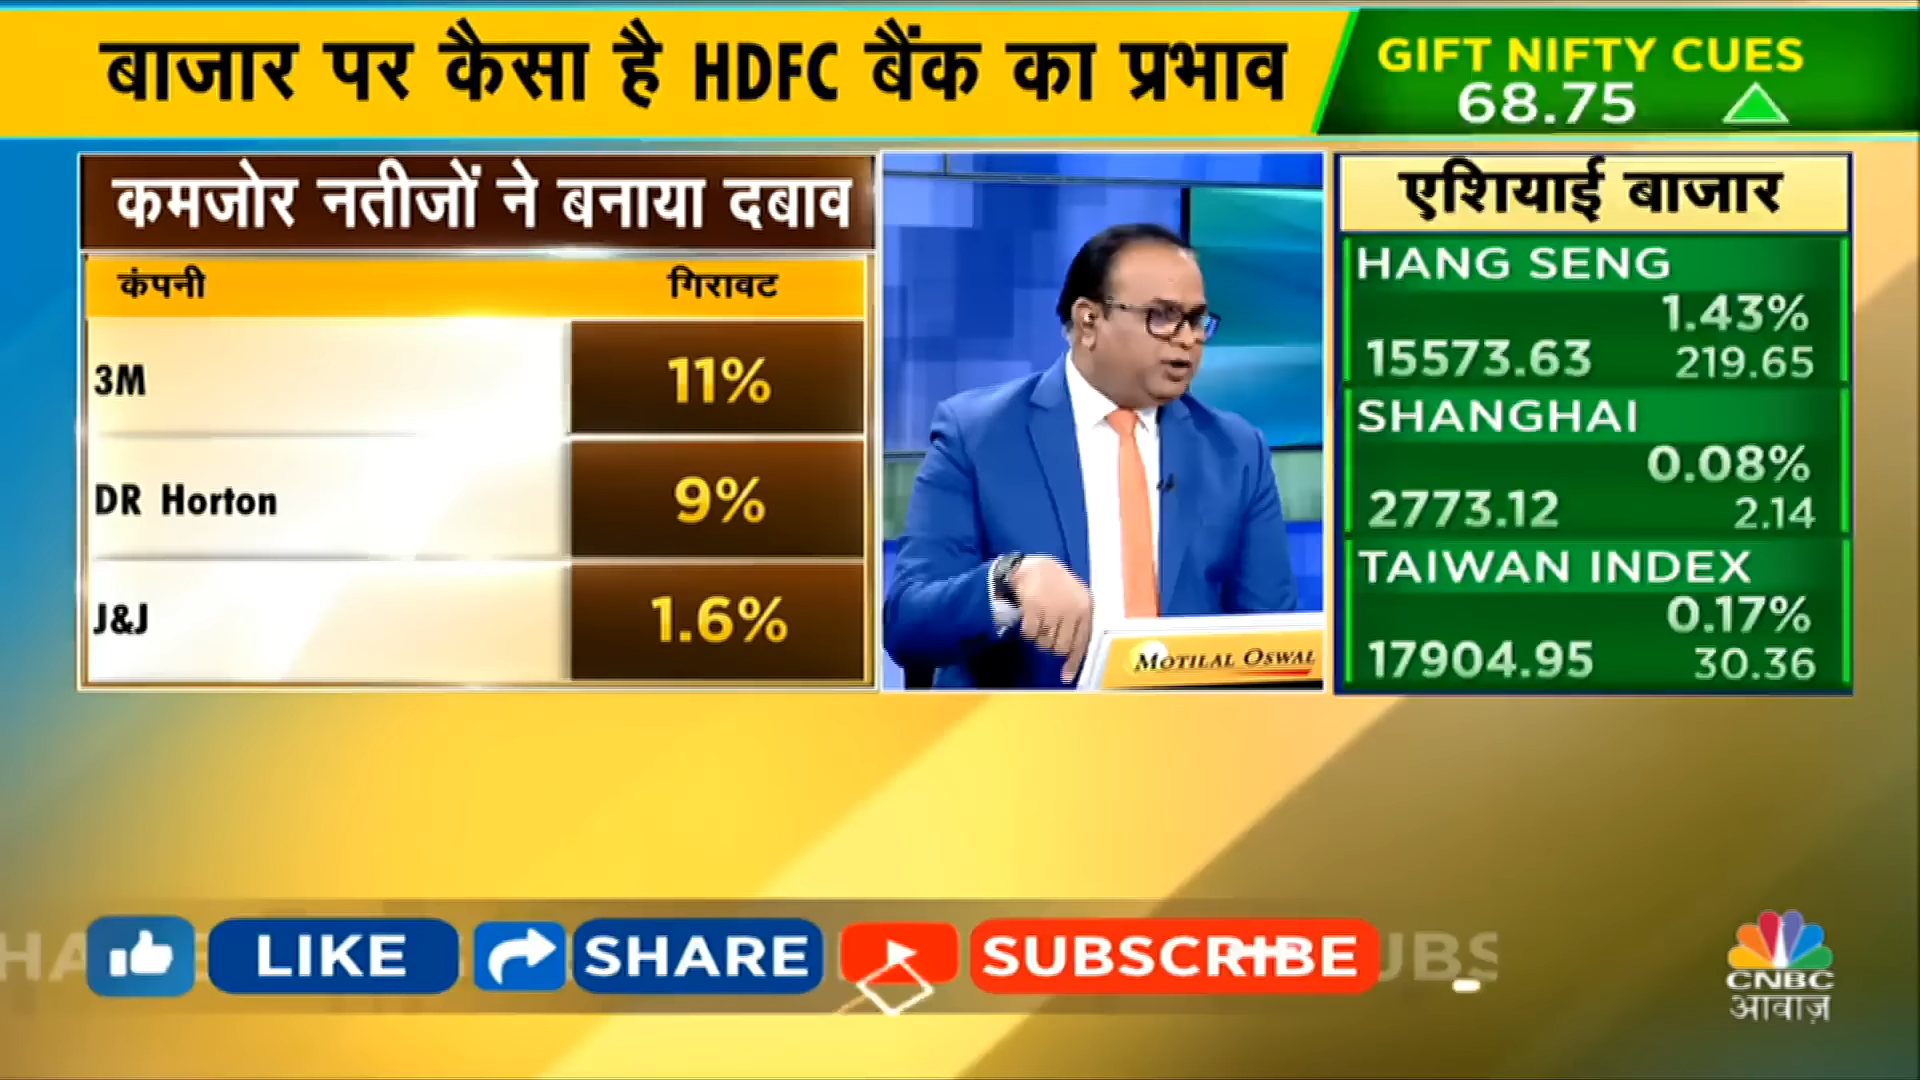 बाजार पर कैसा है HDFC बैंक का प्रभाव
GIFT NIFTY CUES
68.75
कमजोर नतीजों ने बनाया दबाव
कंपनी गिरावट
3M 11%
DR Horton 9%
J&J 1.6%
MOTILAL OSWAL
एशियाई बाजार
HANG SENG
1.43%
15573.63 219.65
SHANGHAI
0.08%
2773.12 2.14
TAIWAN INDEX
0.17%
17904.95 30.36
LIKE SHARE SUBSCRIBE
CNBC
आवाज़